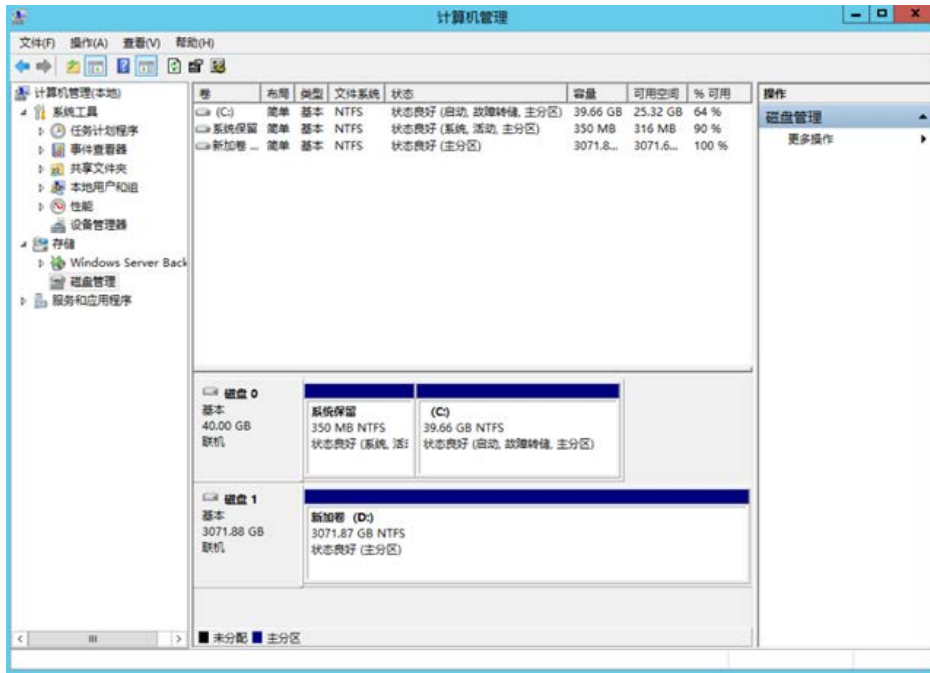 计算机管理
文件(F) 操作(A) 查看(V) 帮助(H)
计算机管理(本地)
系统工具
任务计划程序
事件查看器
共享文件夹
本地用户和组
性能
设备管理器
存储
Windows Server Back
磁盘管理
服务和应用程序
卷 布局 类型 文件系统 状态 容量 可用空间 % 可用
(C:) 简单 基本 NTFS 状态良好 (启动, 故障转储, 主分区) 39.66 GB 25.32 GB 64 %
系统保留 简单 基本 NTFS 状态良好 (系统, 活动, 主分区) 350 MB 316 MB 90 %
新加卷 ... 简单 基本 NTFS 状态良好 (主分区) 3071.8... 3071.6... 100 %
操作
磁盘管理
更多操作
磁盘 0
基本
40.00 GB
联机
系统保留
350 MB NTFS
状态良好 (系统, 活
(C:)
39.66 GB NTFS
状态良好 (启动, 故障转储, 主分区)
磁盘 1
基本
3071.88 GB
联机
新加卷 (D:)
3071.87 GB NTFS
状态良好 (主分区)
未分配 主分区